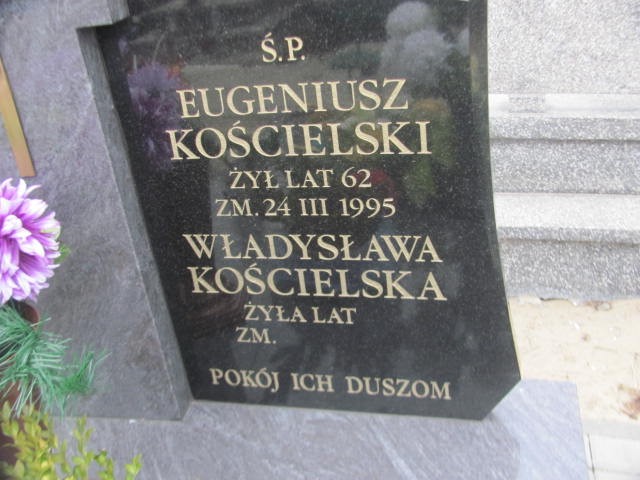 Ś.P.
EUGENIUSZ
KOŚCIELSKI
ŻYŁ LAT 62
ZM. 24 III 1995
WŁADYSŁAWA
KOŚCIELSKA
ŻYŁA LAT
ZM.
POKÓJ ICH DUSZOM